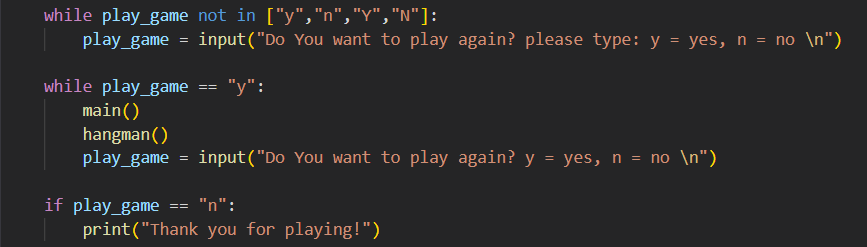 while play_game not in ["y","n","Y","N"]:
    play_game = input("Do You want to play again? please type: y = yes, n = no \n")

while play_game == "y":
    main()
    hangman()
    play_game = input("Do You want to play again? y = yes, n = no \n")

if play_game == "n":
    print("Thank you for playing!")